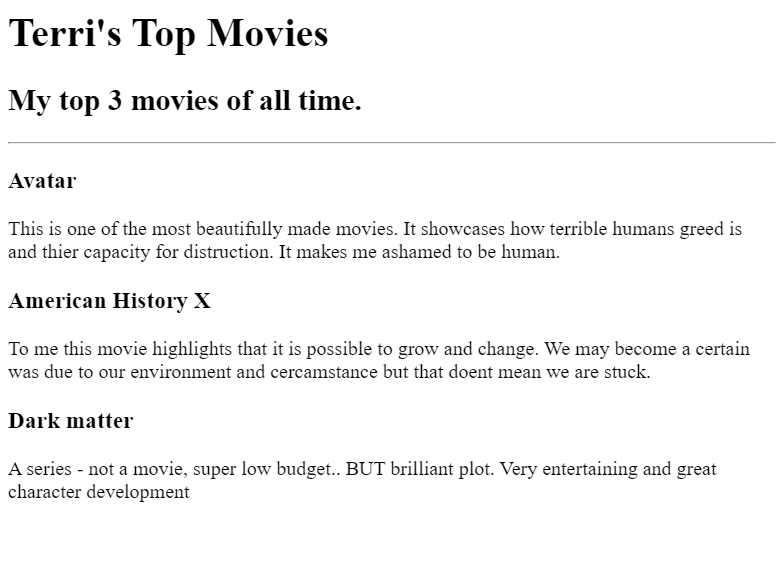 Terri's Top Movies
My top 3 movies of all time.
Avatar
This is one of the most beautifully made movies. It showcases how terrible humans greed is
and thier capacity for distruction. It makes me ashamed to be human.
American History X
To me this movie highlights that it is possible to grow and change. We may become a certain
was due to our environment and cercamstance but that doent mean we are stuck.
Dark matter
A series - not a movie, super low budget.. BUT brilliant plot. Very entertaining and great
character development